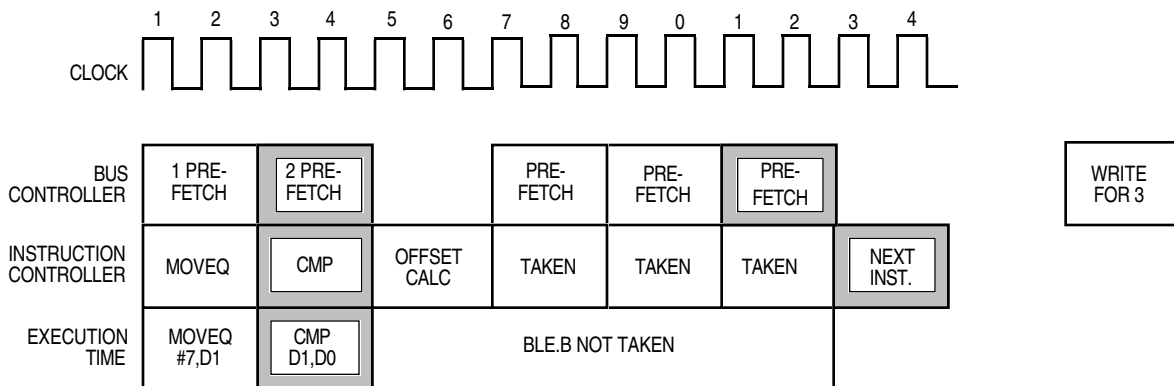 1 2 3 4 5 6 7 8 9 0 1 2 3 4
CLOCK
BUS
CONTROLLER
1 PRE-
FETCH
2 PRE-
FETCH
PRE-
FETCH
PRE-
FETCH
PRE-
FETCH
WRITE
FOR 3
INSTRUCTION
CONTROLLER
MOVEQ
CMP
OFFSET
CALC
TAKEN
TAKEN
TAKEN
NEXT
INST.
EXECUTION
TIME
MOVEQ
#7,D1
CMP
D1,D0
BLE.B NOT TAKEN